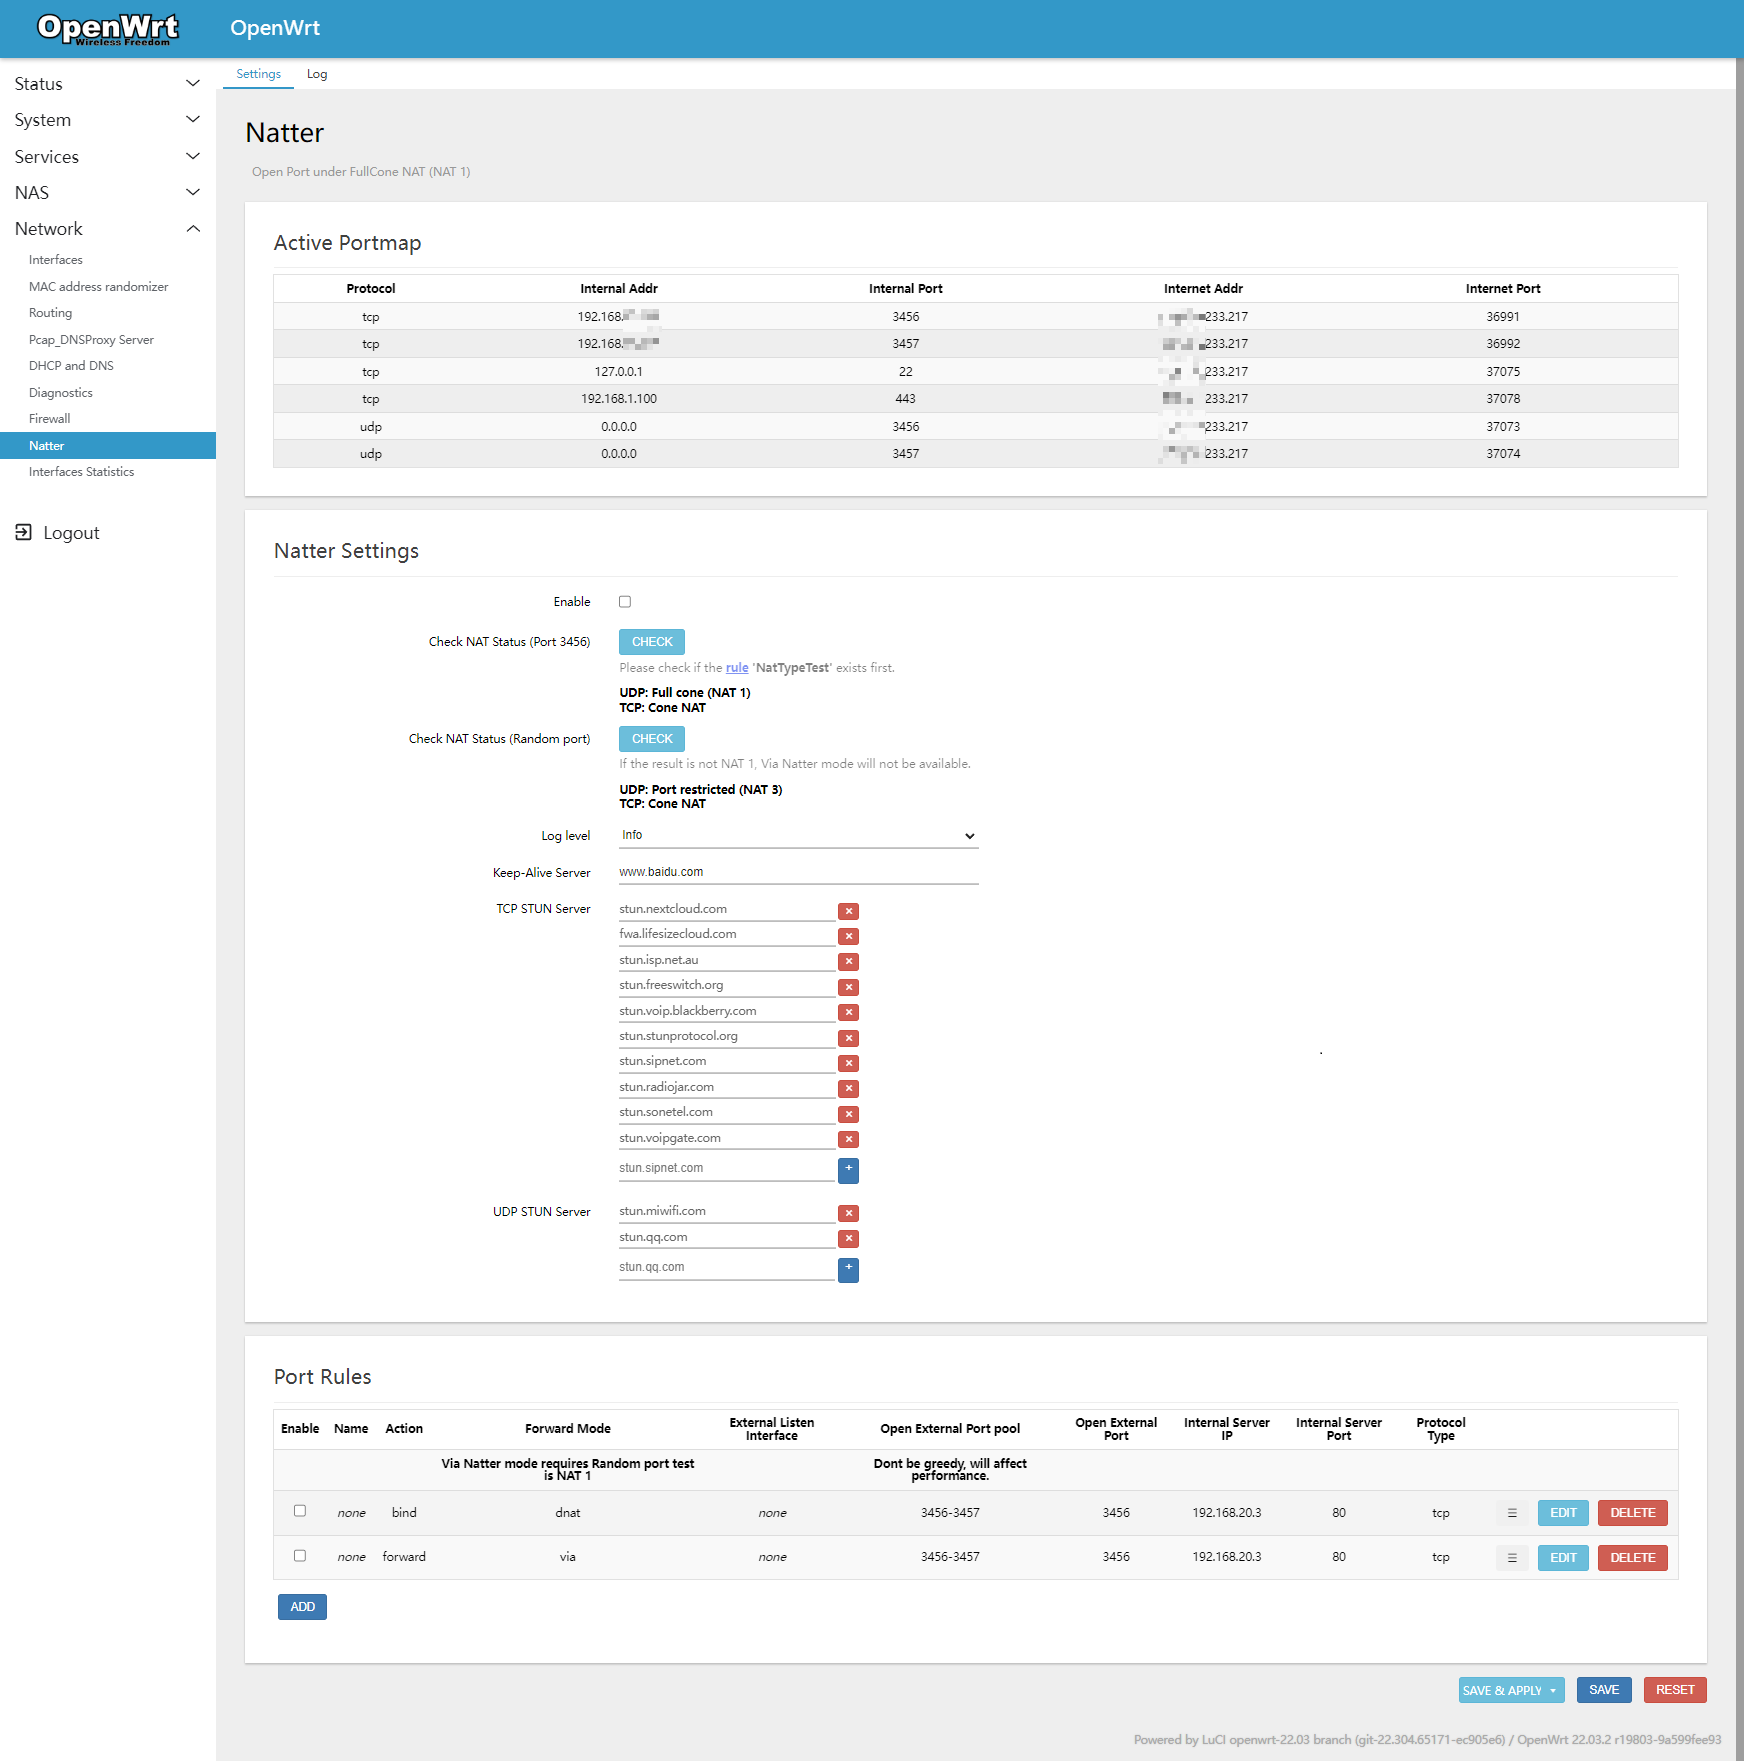 OpenWrt
Wireless Freedom
OpenWrt
Status
System
Services
NAS
Network
Interfaces
MAC address randomizer
Routing
Pcap_DNSProxy Server
DHCP and DNS
Diagnostics
Firewall
Natter
Interfaces Statistics
Logout
Settings Log
Natter
Open Port under FullCone NAT (NAT 1)
Active Portmap
Protocol Internal Addr Internal Port Internet Addr Internet Port
tcp 192.168. 3456 233.217 36991
tcp 192.168. 3457 233.217 36992
tcp 127.0.0.1 22 233.217 37075
tcp 192.168.1.100 443 233.217 37078
udp 0.0.0.0 3456 233.217 37073
udp 0.0.0.0 3457 233.217 37074
Natter Settings
Enable
Check NAT Status (Port 3456) CHECK
Please check if the rule 'NatTypeTest' exists first.
UDP: Full cone (NAT 1)
TCP: Cone NAT
Check NAT Status (Random port) CHECK
If the result is not NAT 1, Via Natter mode will not be available.
UDP: Port restricted (NAT 3)
TCP: Cone NAT
Log level Info
Keep-Alive Server www.baidu.com
TCP STUN Server stun.nextcloud.com ×
fwa.lifesizecloud.com ×
stun.isp.net.au ×
stun.freeswitch.org ×
stun.voip.blackberry.com ×
stun.stunprotocol.org ×
stun.sipnet.com ×
stun.radiojar.com ×
stun.sonetel.com ×
stun.voipgate.com ×
stun.sipnet.com +
UDP STUN Server stun.miwifi.com ×
stun.qq.com ×
stun.qq.com +
Port Rules
Enable Name Action Forward Mode External Listen Interface Open External Port pool Open External Port Internal Server IP Internal Server Port Protocol Type
Via Natter mode requires Random port test is NAT 1 Dont be greedy, will affect performance.
none bind dnat none 3456-3457 3456 192.168.20.3 80 tcp ☰ EDIT DELETE
none forward via none 3456-3457 3456 192.168.20.3 80 tcp ☰ EDIT DELETE
ADD
SAVE & APPLY SAVE RESET
Powered by LuCI openwrt-22.03 branch (git-22.304.65171-ec905e6) / OpenWrt 22.03.2 r19803-9a599fee93